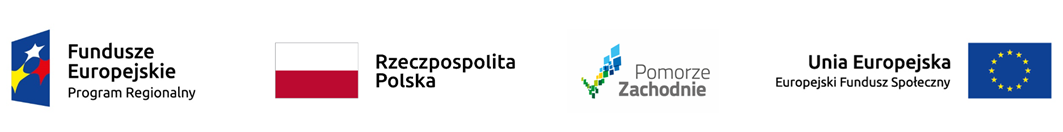 Fundusze
Europejskie
Program Regionalny
Rzeczpospolita
Polska
Pomorze
Zachodnie
Unia Europejska
Europejski Fundusz Społeczny